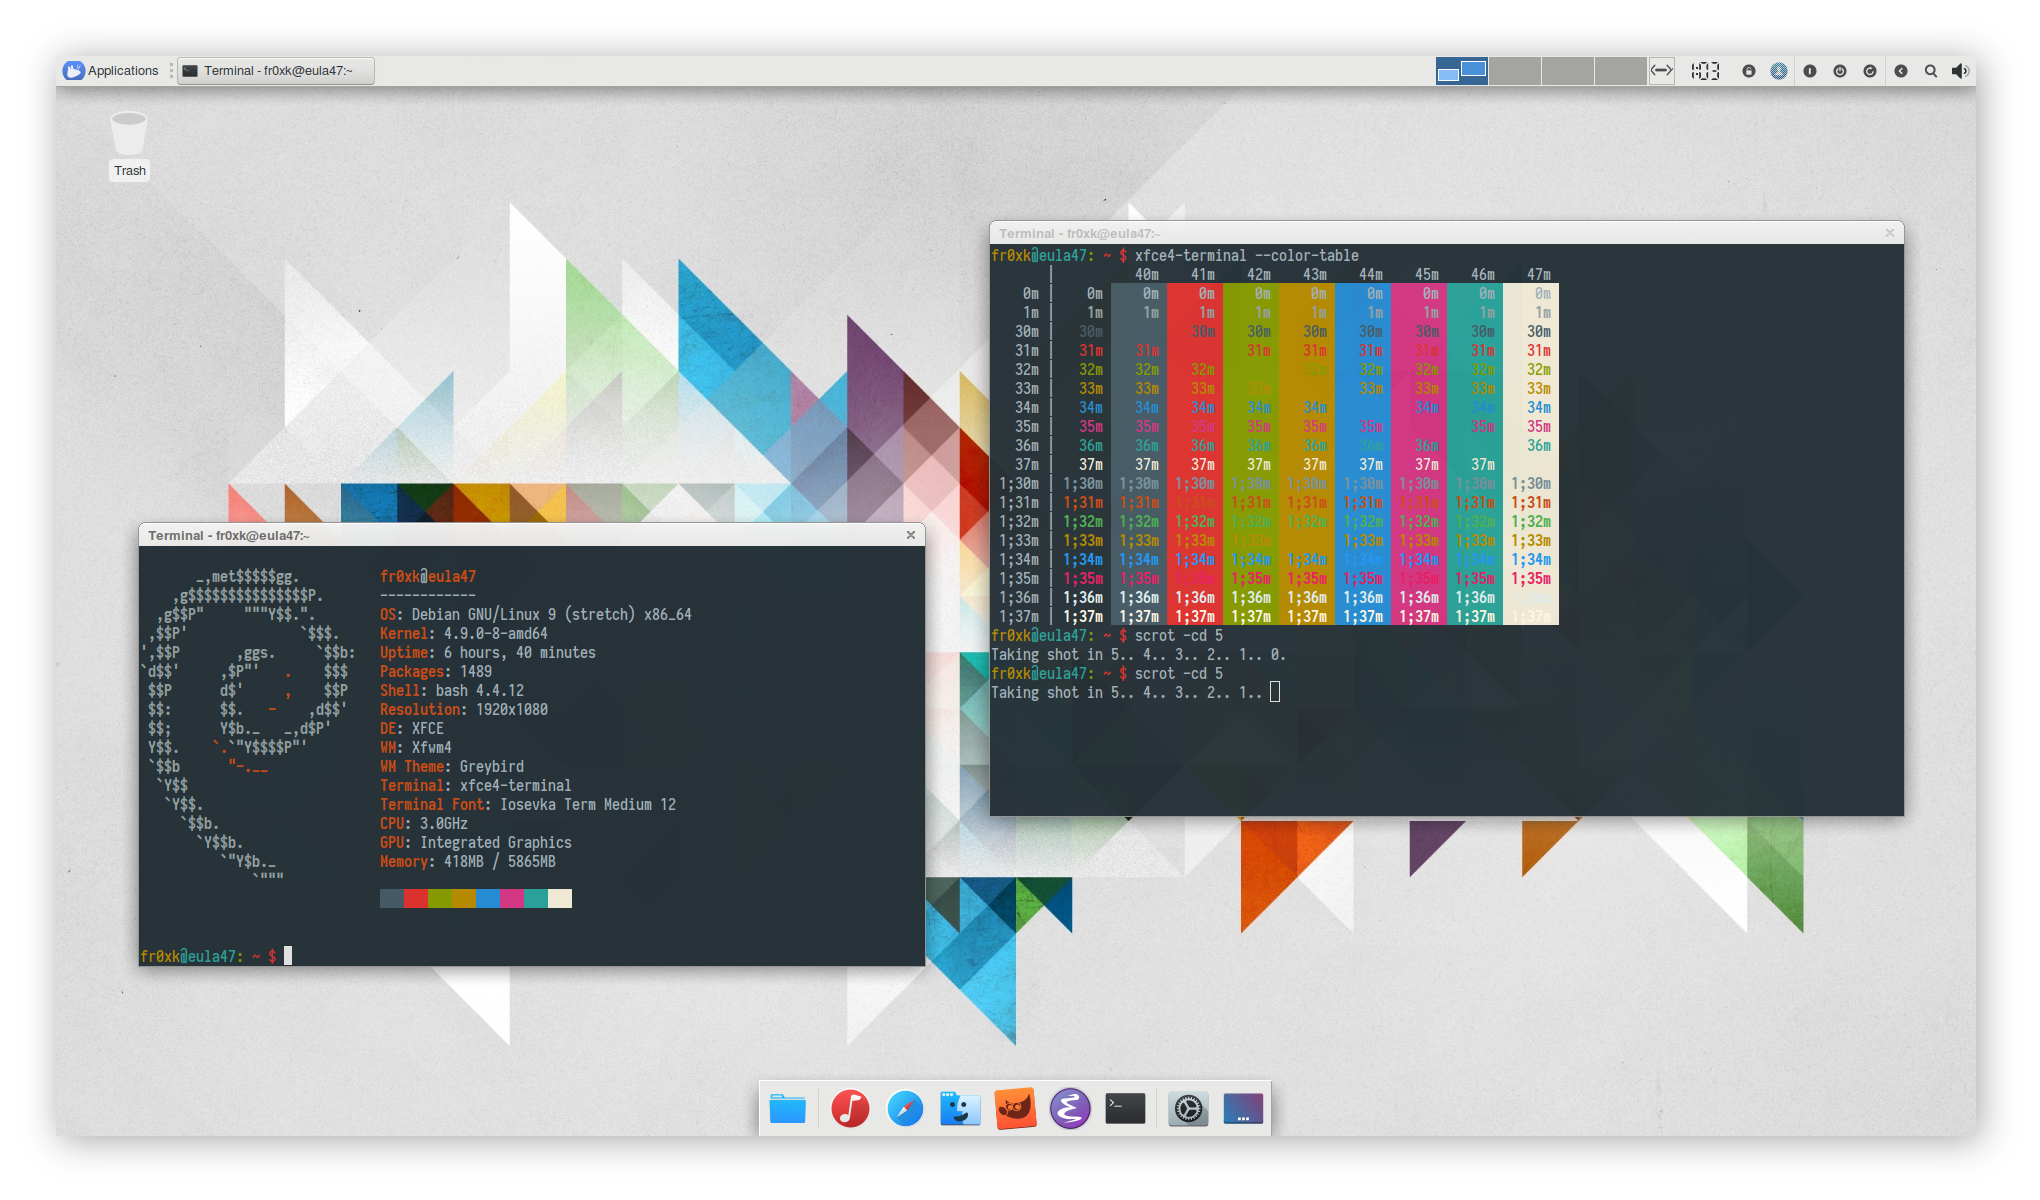 Applications
Terminal - fr0xk@eula47:~
1:03
Trash
Terminal - fr0xk@eula47:~
fr0xk@eula47: ~ $ xfce4-terminal --color-table
| 40m 41m 42m 43m 44m 45m 46m 47m
0m | 0m 0m 0m 0m 0m 0m 0m 0m 0m
1m | 1m 1m 1m 1m 1m 1m 1m 1m 1m
30m | 30m 30m 30m 30m 30m 30m 30m 30m
31m | 31m 31m 31m 31m 31m 31m 31m 31m
32m | 32m 32m 32m 32m 32m 32m 32m 32m
33m | 33m 33m 33m 33m 33m 33m 33m 33m
34m | 34m 34m 34m 34m 34m 34m 34m 34m
35m | 35m 35m 35m 35m 35m 35m 35m 35m
36m | 36m 36m 36m 36m 36m 36m 36m 36m
37m | 37m 37m 37m 37m 37m 37m 37m 37m
1;30m | 1;30m 1;30m 1;30m 1;30m 1;30m 1;30m 1;30m 1;30m 1;30m
1;31m | 1;31m 1;31m 1;31m 1;31m 1;31m 1;31m 1;31m 1;31m 1;31m
1;32m | 1;32m 1;32m 1;32m 1;32m 1;32m 1;32m 1;32m 1;32m 1;32m
1;33m | 1;33m 1;33m 1;33m 1;33m 1;33m 1;33m 1;33m 1;33m
1;34m | 1;34m 1;34m 1;34m 1;34m 1;34m 1;34m 1;34m 1;34m 1;34m
1;35m | 1;35m 1;35m 1;35m 1;35m 1;35m 1;35m 1;35m 1;35m 1;35m
1;36m | 1;36m 1;36m 1;36m 1;36m 1;36m 1;36m 1;36m 1;36m
1;37m | 1;37m 1;37m 1;37m 1;37m 1;37m 1;37m 1;37m 1;37m 1;37m
fr0xk@eula47: ~ $ scrot -cd 5
Taking shot in 5.. 4.. 3.. 2.. 1.. 0.
fr0xk@eula47: ~ $ scrot -cd 5
Taking shot in 5.. 4.. 3.. 2.. 1..
Terminal - fr0xk@eula47:~
_,met$$$$$gg. fr0xk@eula47
,g$$$$$$$$$$$$$$$P. ------------
,g$$P" """Y$$.". OS: Debian GNU/Linux 9 (stretch) x86_64
,$$P' `$$$. Kernel: 4.9.0-8-amd64
',$$P ,ggs. `$$b: Uptime: 6 hours, 40 minutes
`d$$' ,$P"' . $$$ Packages: 1489
$$P d$' , $$P Shell: bash 4.4.12
$$: $$. - ,d$$' Resolution: 1920x1080
$$; Y$b._ _,d$P' DE: XFCE
Y$$. `.`"Y$$$$P"' WM: Xfwm4
`$$b "-.__ WM Theme: Greybird
`Y$$ Terminal: xfce4-terminal
`Y$$. Terminal Font: Iosevka Term Medium 12
`$$b. CPU: 3.0GHz
`Y$$b. GPU: Integrated Graphics
`"Y$b._ Memory: 418MB / 5865MB
`"""
fr0xk@eula47: ~ $